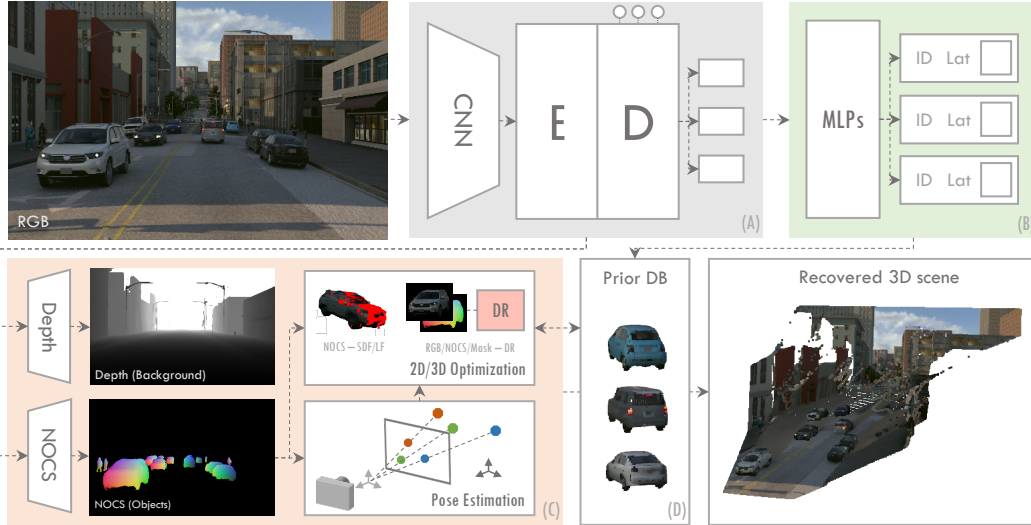 RGB
CNN
E
D
(A)
MLPs
ID Lat
ID Lat
ID Lat
(B)
Depth
Depth (Background)
NOCS
NOCS (Objects)
NOCS – SDF/LF
DR
RGB/NOCS/Mask – DR
2D/3D Optimization
Pose Estimation
(C)
Prior DB
(D)
Recovered 3D scene